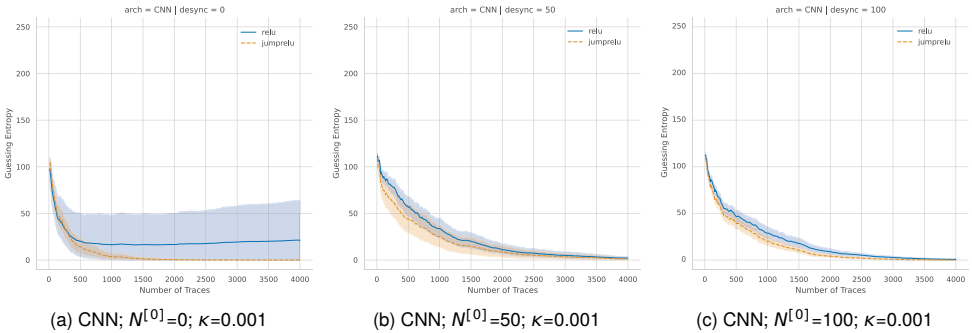 arch = CNN | desync = 0
relu
jumprelu
Guessing Entropy
250
200
150
100
50
0
0 500 1000 1500 2000 2500 3000 3500 4000
Number of Traces
(a) CNN; N[0]=0; κ=0.001
arch = CNN | desync = 50
relu
jumprelu
Guessing Entropy
250
200
150
100
50
0
0 500 1000 1500 2000 2500 3000 3500 4000
Number of Traces
(b) CNN; N[0]=50; κ=0.001
arch = CNN | desync = 100
relu
jumprelu
Guessing Entropy
250
200
150
100
50
0
0 500 1000 1500 2000 2500 3000 3500 4000
Number of Traces
(c) CNN; N[0]=100; κ=0.001